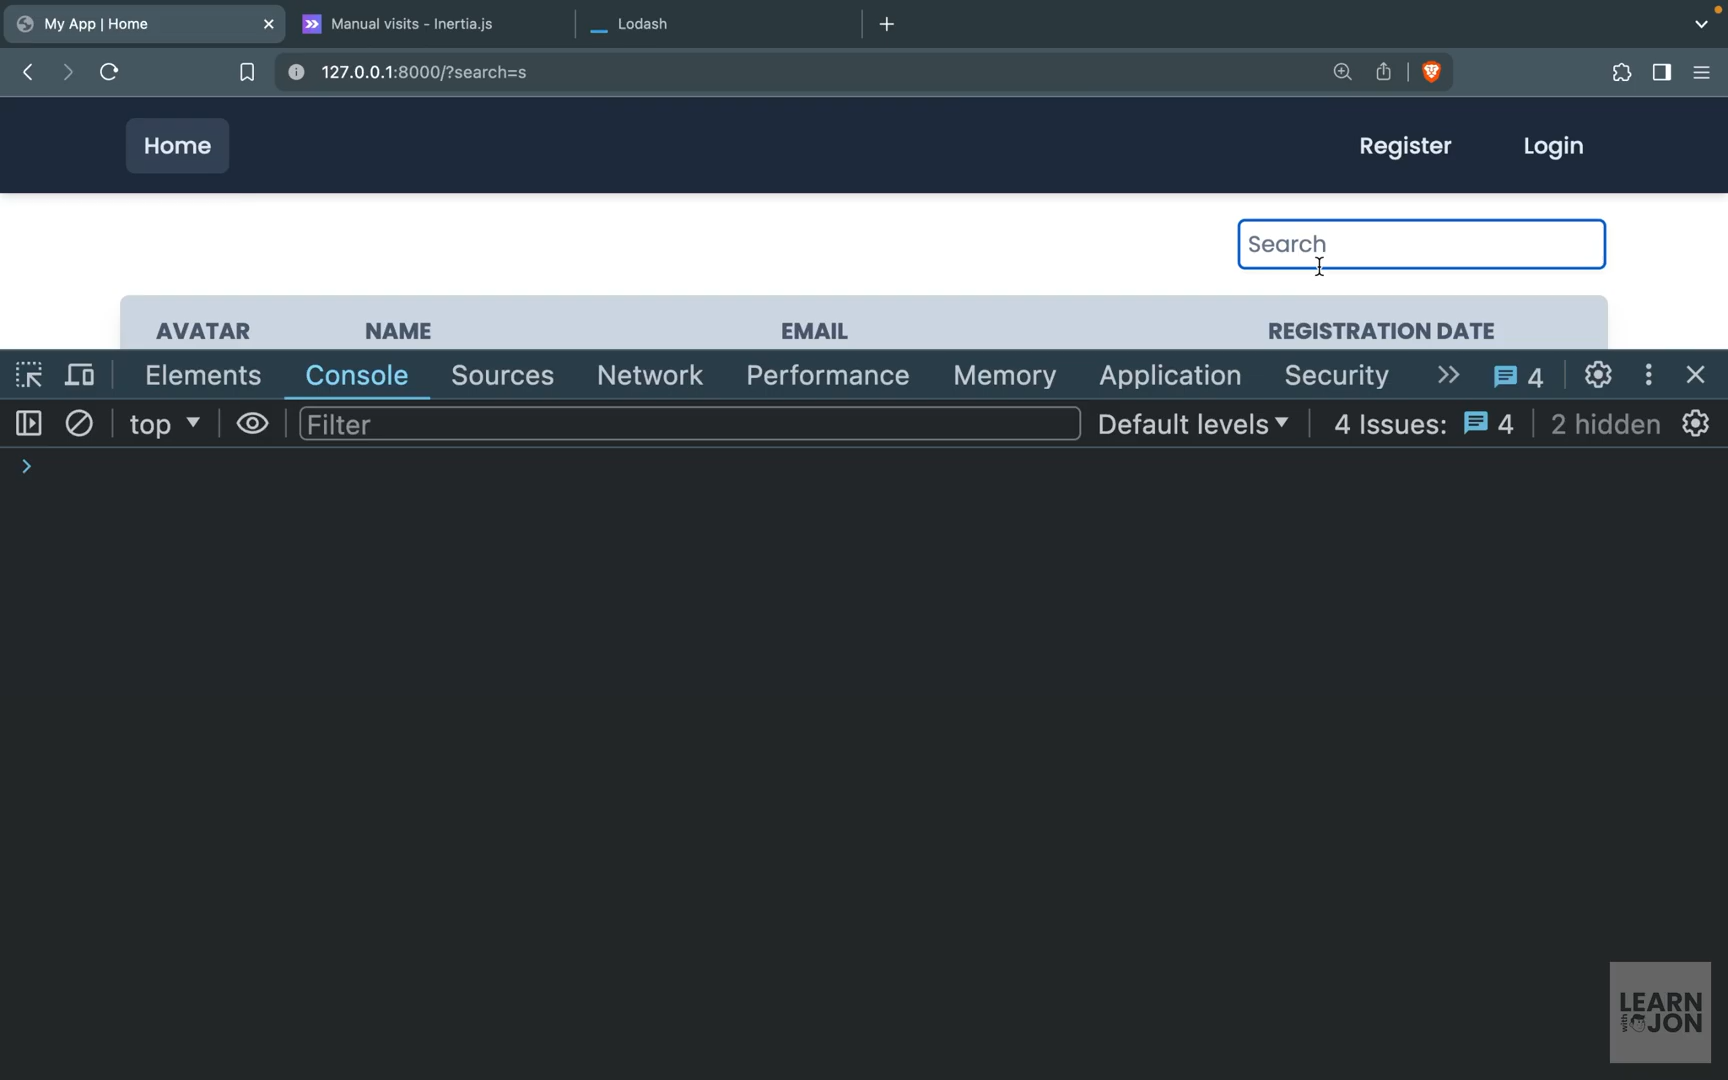 My App | Home
Manual visits - Inertia.js
Lodash
127.0.0.1:8000/?search=s
Home
Register
Login
Search
AVATAR
NAME
EMAIL
REGISTRATION DATE
Elements
Console
Sources
Network
Performance
Memory
Application
Security
4
top
Filter
Default levels
4 Issues:
4
2 hidden
LEARN
with
JON